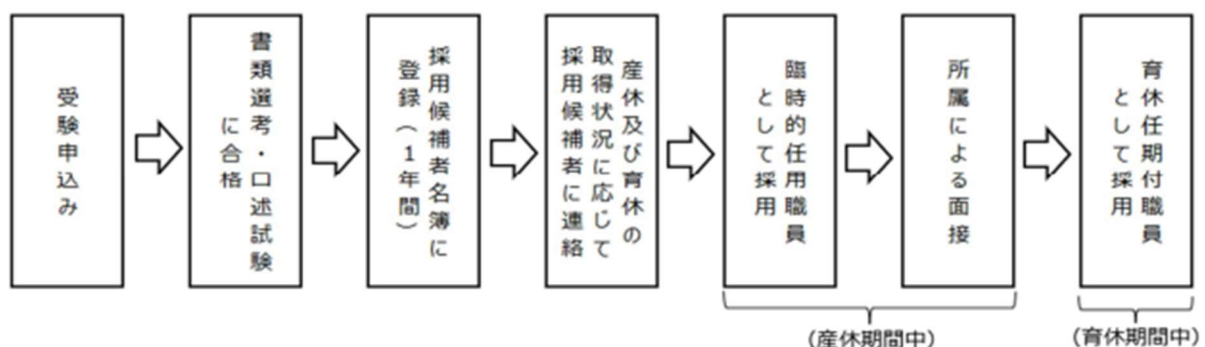 受験申込み
書類選考・口述試験
に合格
採用候補者名簿に
登録（1年間）
産休及び育休の
取得状況に応じて
採用候補者に連絡
臨時的任用職員
として採用
所属による面接
育休任期付職員
として採用
（産休期間中）
（育休期間中）